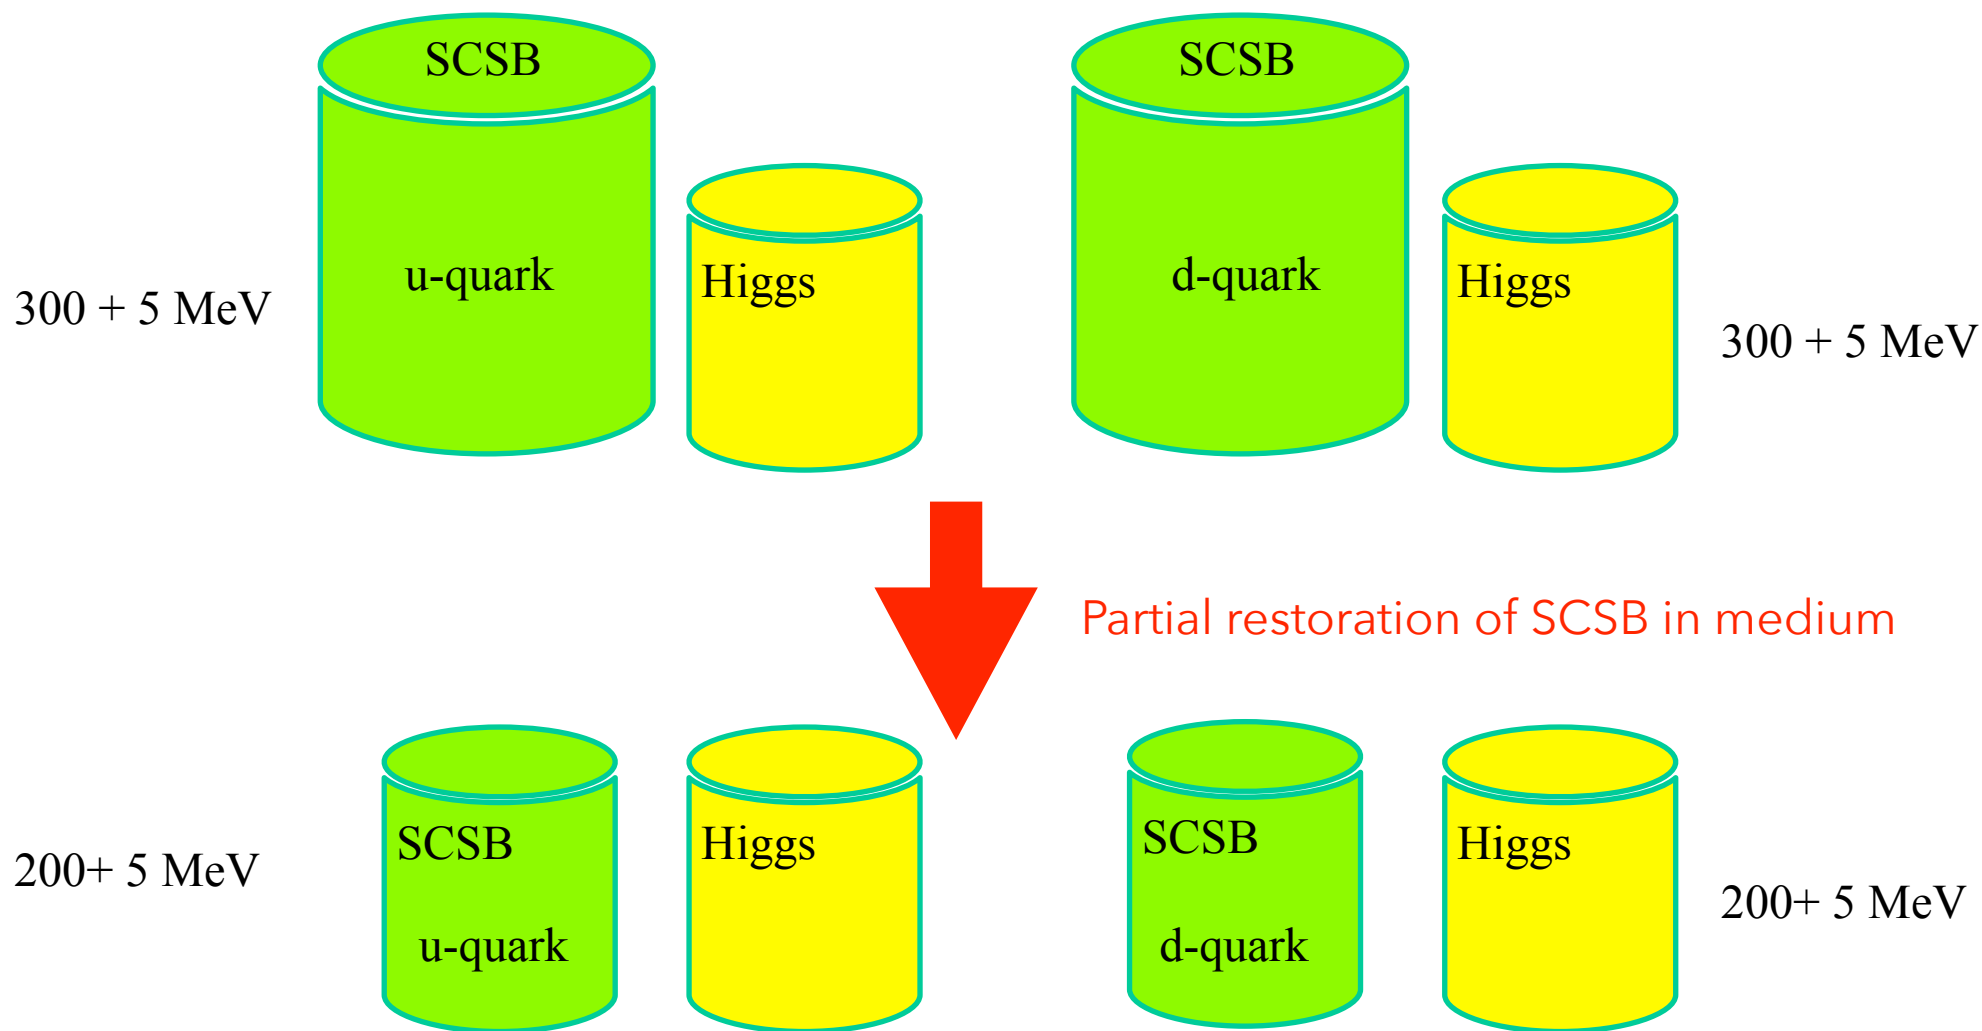 SCSB
SCSB
u-quark
Higgs
d-quark
Higgs
300 + 5 MeV
300 + 5 MeV
Partial restoration of SCSB in medium
SCSB
Higgs
SCSB
Higgs
200+ 5 MeV
200+ 5 MeV
u-quark
d-quark